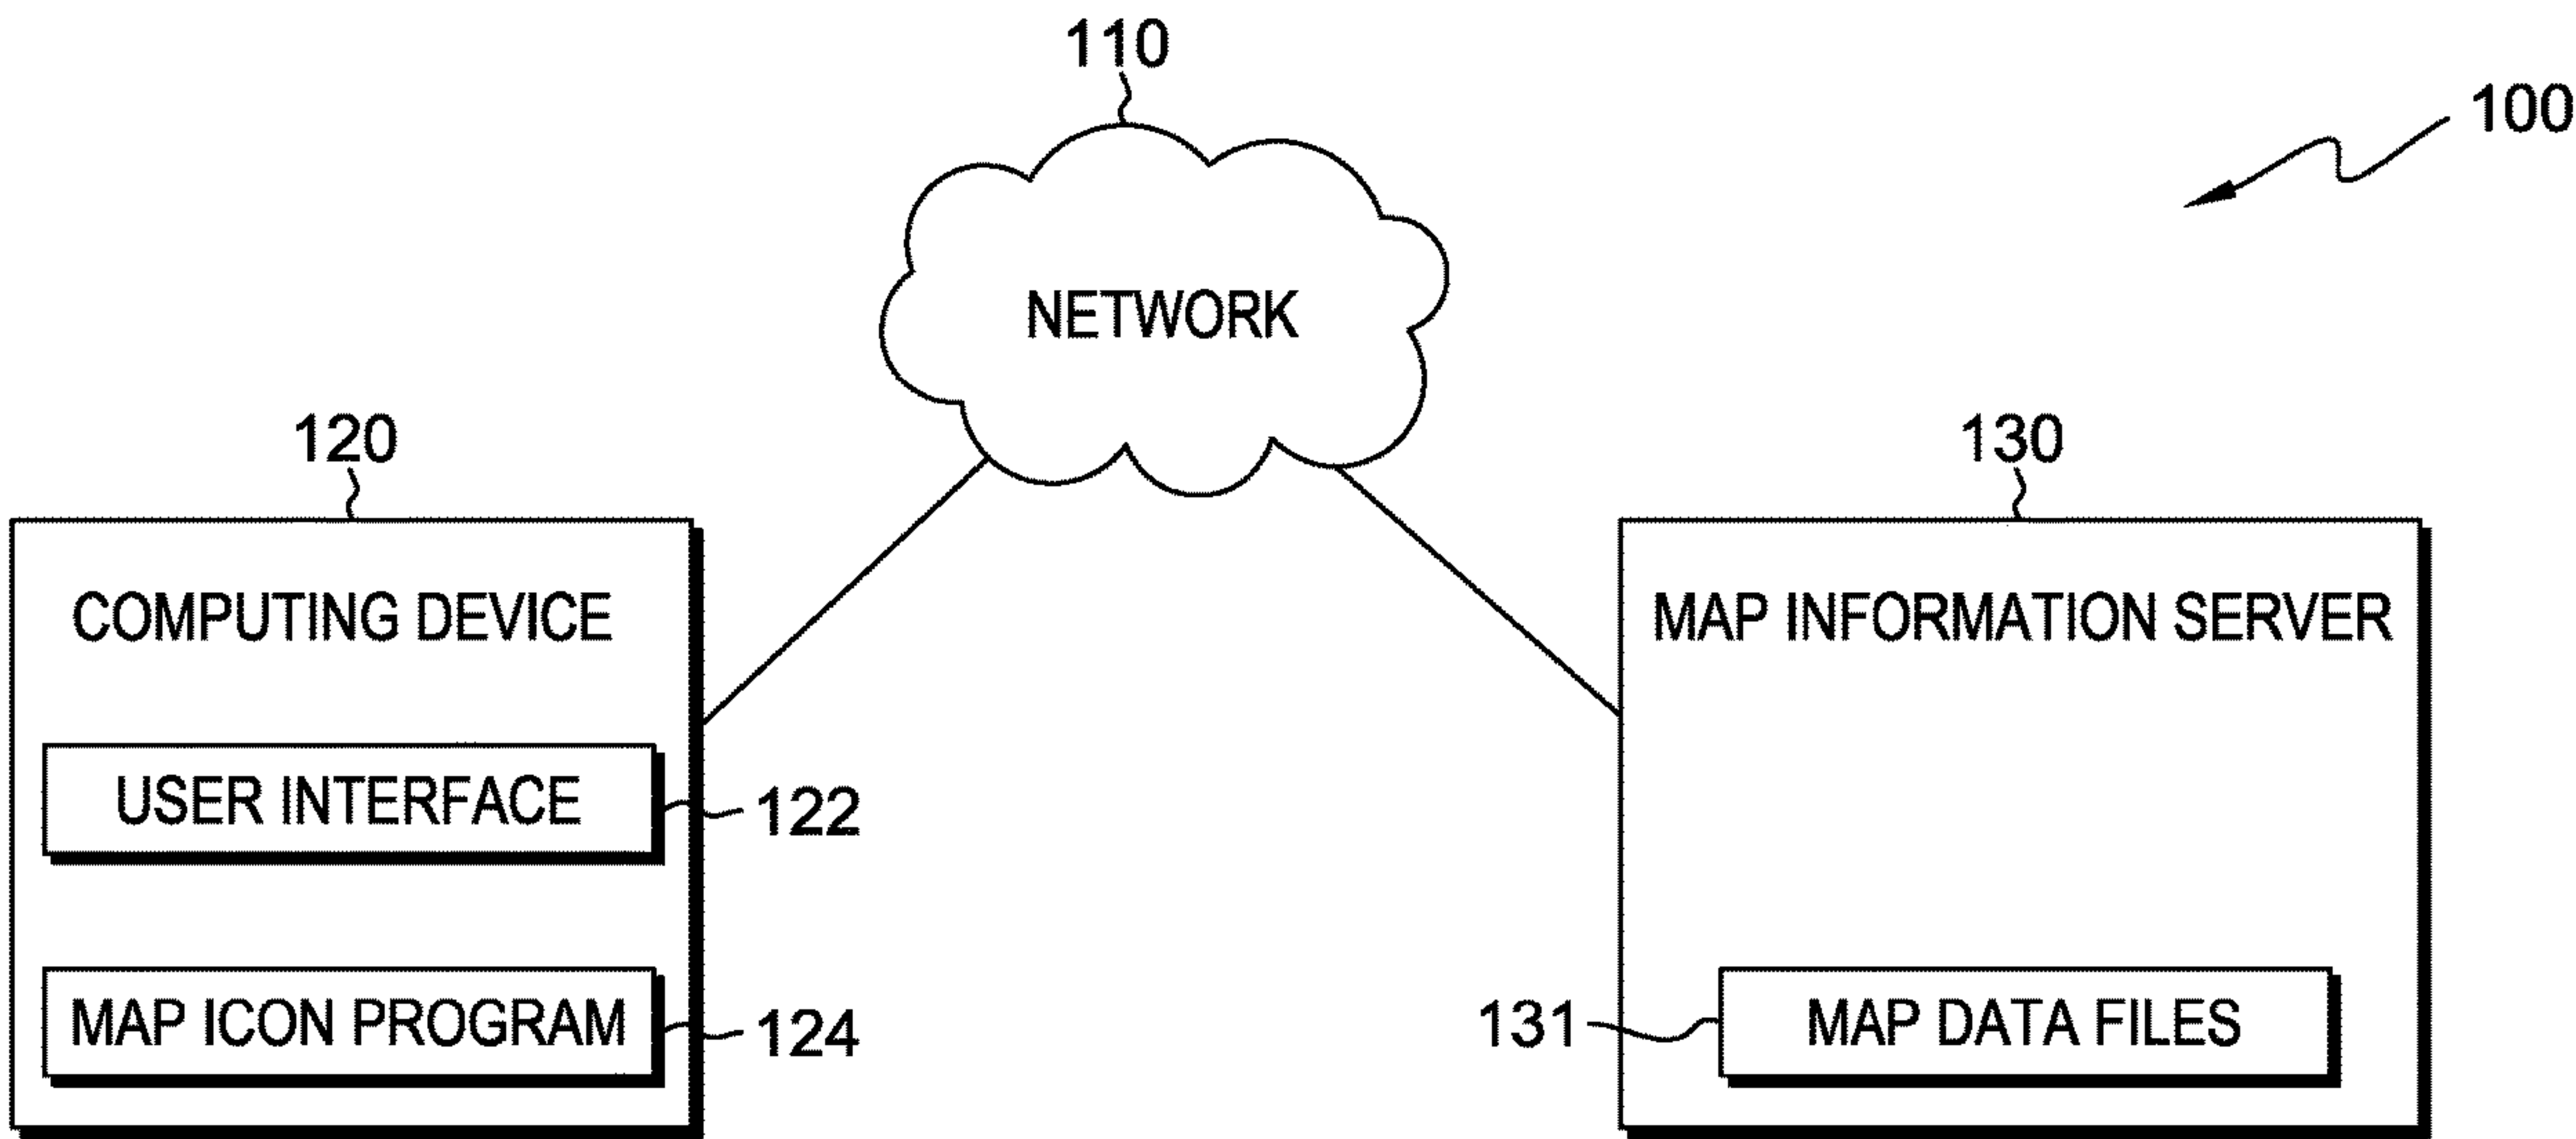 110
100
NETWORK
120
130
COMPUTING DEVICE
MAP INFORMATION SERVER
USER INTERFACE
122
MAP ICON PROGRAM
124
131
MAP DATA FILES